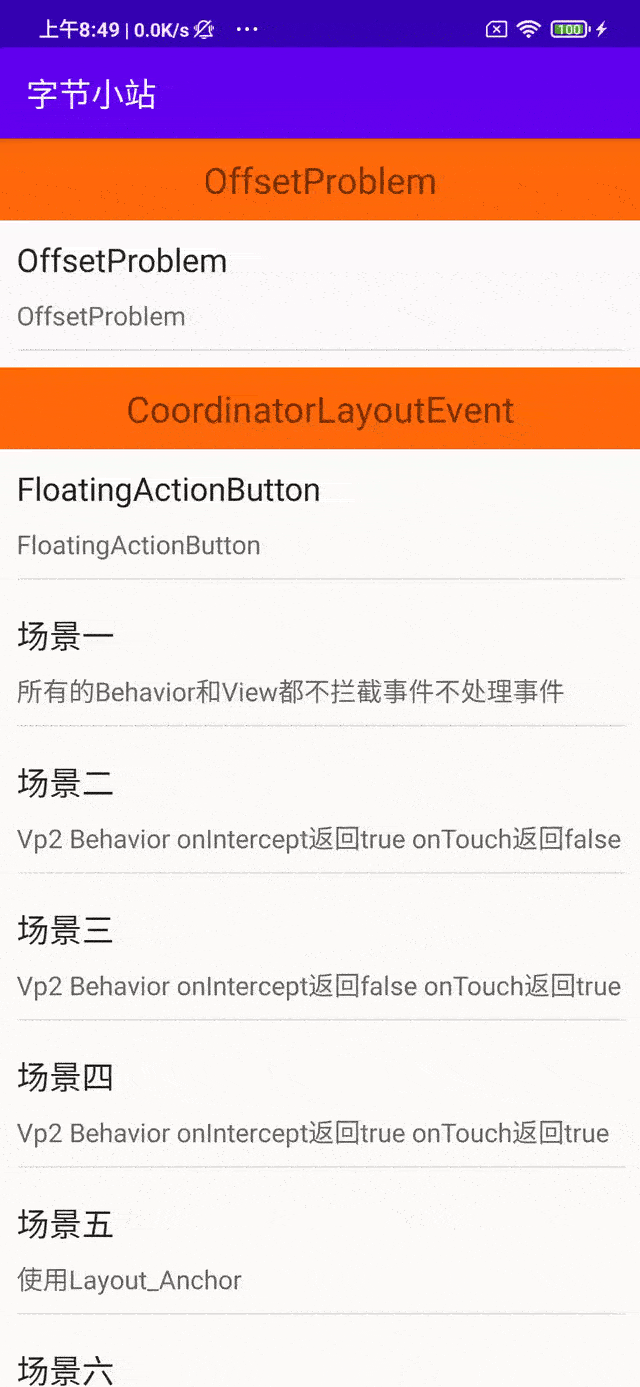 上午8:49 | 0.0K/s ...
100
字节小站
OffsetProblem
OffsetProblem
OffsetProblem
CoordinatorLayoutEvent
FloatingActionButton
FloatingActionButton
场景一
所有的Behavior和View都不拦截事件不处理事件
场景二
Vp2 Behavior onIntercept返回true onTouch返回false
场景三
Vp2 Behavior onIntercept返回false onTouch返回true
场景四
Vp2 Behavior onIntercept返回true onTouch返回true
场景五
使用Layout_Anchor
场景六